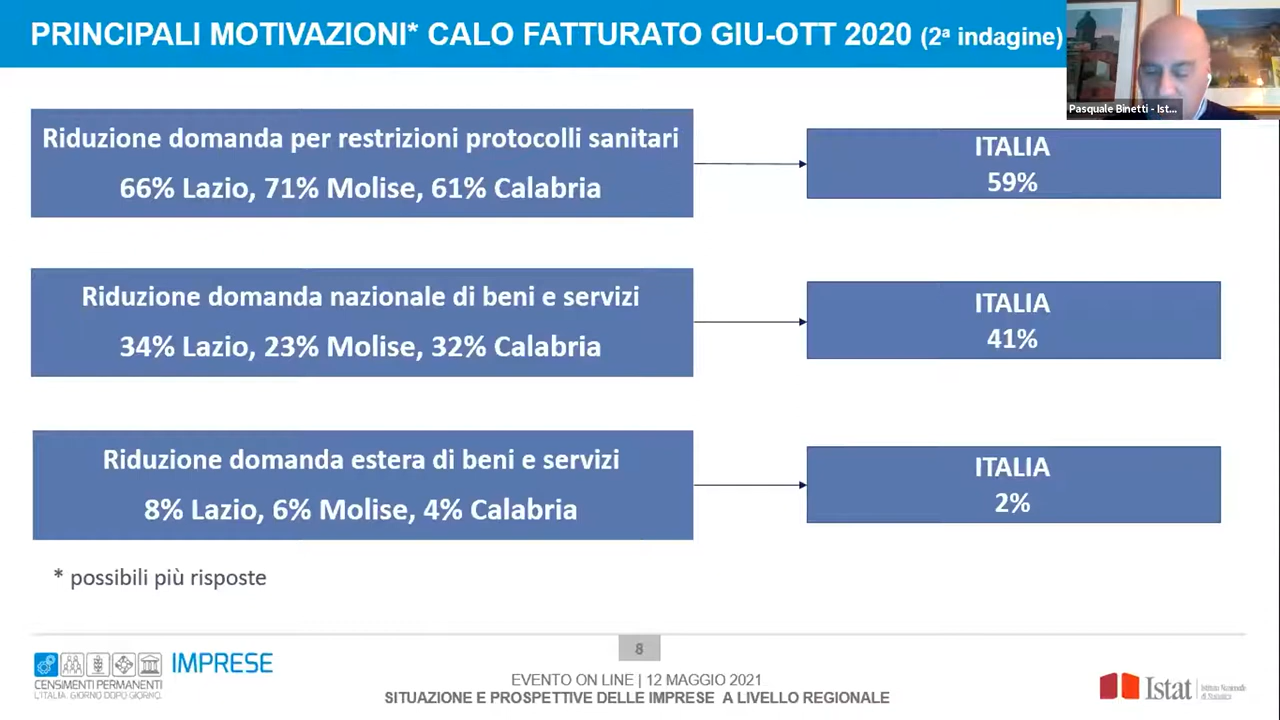 PRINCIPALI MOTIVAZIONI* CALO FATTURATO GIU-OTT 2020 (2ª indagine)
Pasquale Binetti - Ist...
Riduzione domanda per restrizioni protocolli sanitari
66% Lazio, 71% Molise, 61% Calabria
ITALIA
59%
Riduzione domanda nazionale di beni e servizi
34% Lazio, 23% Molise, 32% Calabria
ITALIA
41%
Riduzione domanda estera di beni e servizi
8% Lazio, 6% Molise, 4% Calabria
ITALIA
2%
* possibili più risposte
8
IMPRESE
CENSIMENTI PERMANENTI
L'ITALIA, GIORNO DOPO GIORNO.
EVENTO ON LINE | 12 MAGGIO 2021
SITUAZIONE E PROSPETTIVE DELLE IMPRESE A LIVELLO REGIONALE
Istat
Istituto Nazionale
di Statistica